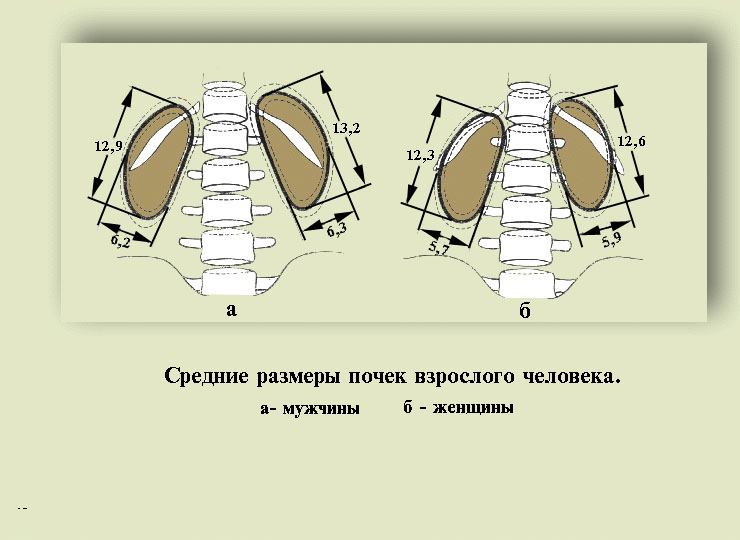 12,9
13,2
6,2
6,3
12,3
12,6
5,7
5,9
а
б
Средние размеры почек взрослого человека.
а- мужчины б - женщины